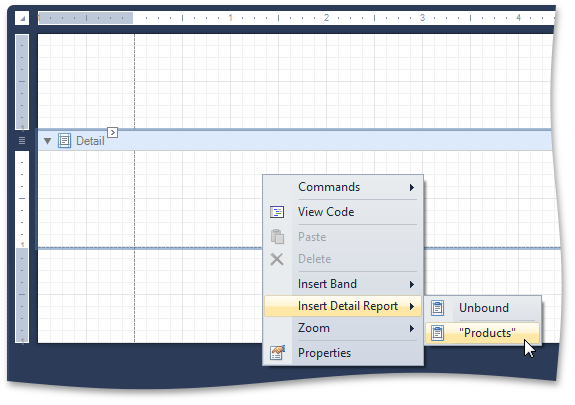 1 2 3 4
Detail
Commands
View Code
Paste
Delete
Insert Band
Insert Detail Report
Unbound
Zoom
"Products"
Properties